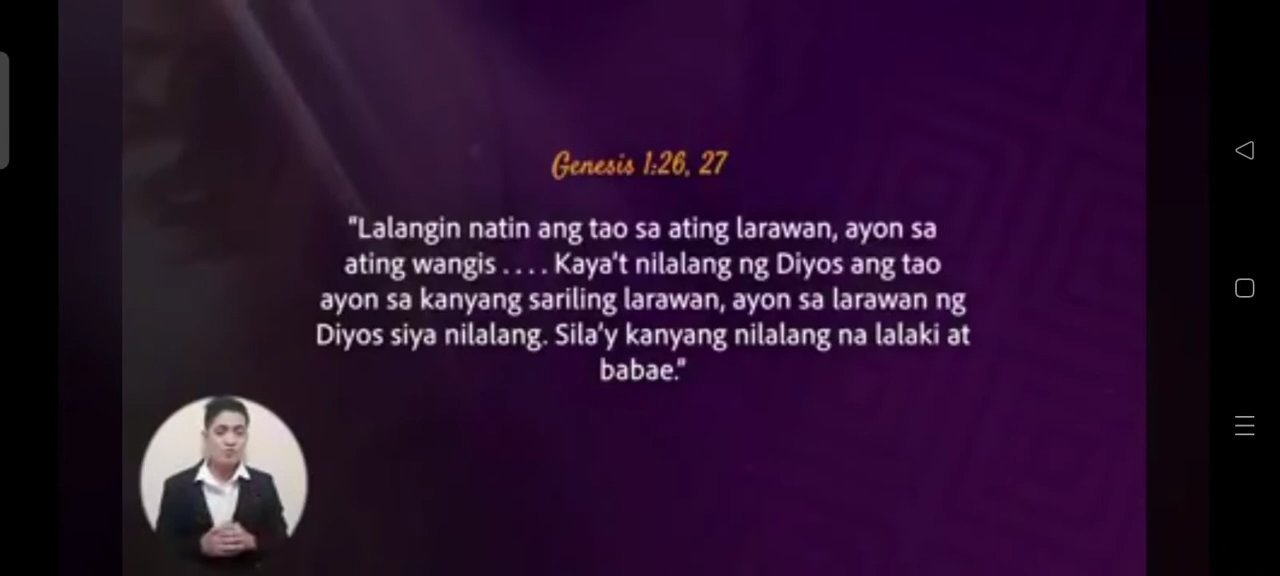 Genesis 1:26, 27
"Lalangin natin ang tao sa ating larawan, ayon sa
ating wangis . . . . Kaya't nilalang ng Diyos ang tao
ayon sa kanyang sariling larawan, ayon sa larawan ng
Diyos siya nilalang. Sila'y kanyang nilalang na lalaki at
babae."